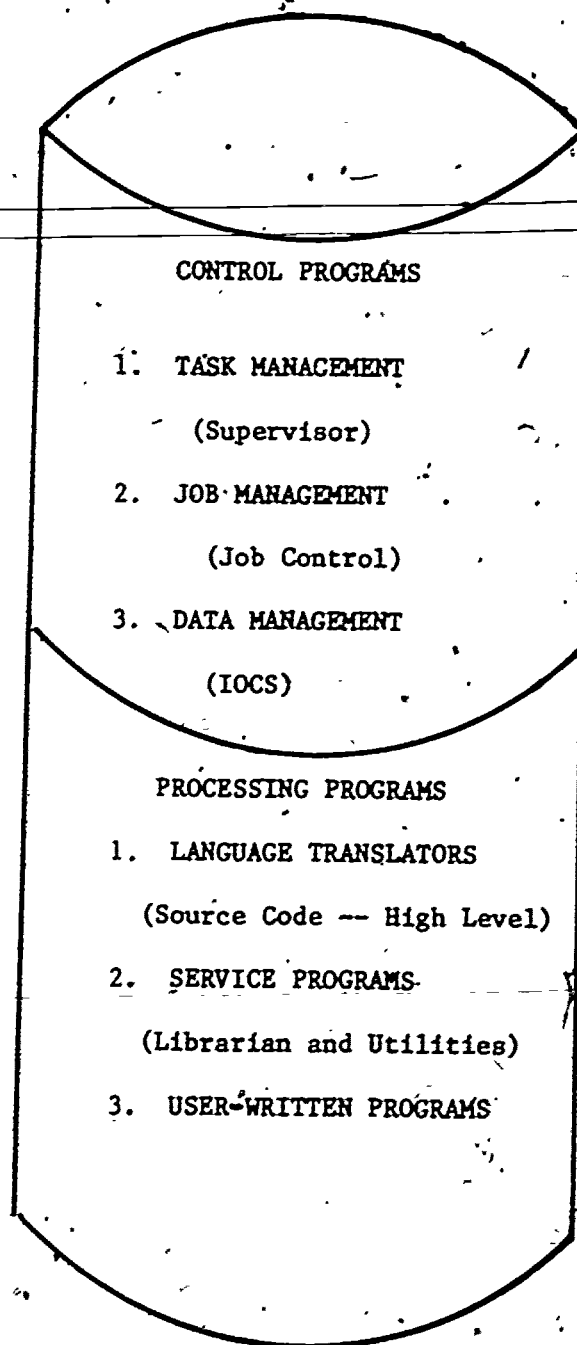 CONTROL PROGRAMS
1. TASK MANAGEMENT
(Supervisor)
2. JOB MANAGEMENT
(Job Control)
3. DATA MANAGEMENT
(IOCS)
PROCESSING PROGRAMS
1. LANGUAGE TRANSLATORS
(Source Code -- High Level)
2. SERVICE PROGRAMS
(Librarian and Utilities)
3. USER-WRITTEN PROGRAMS